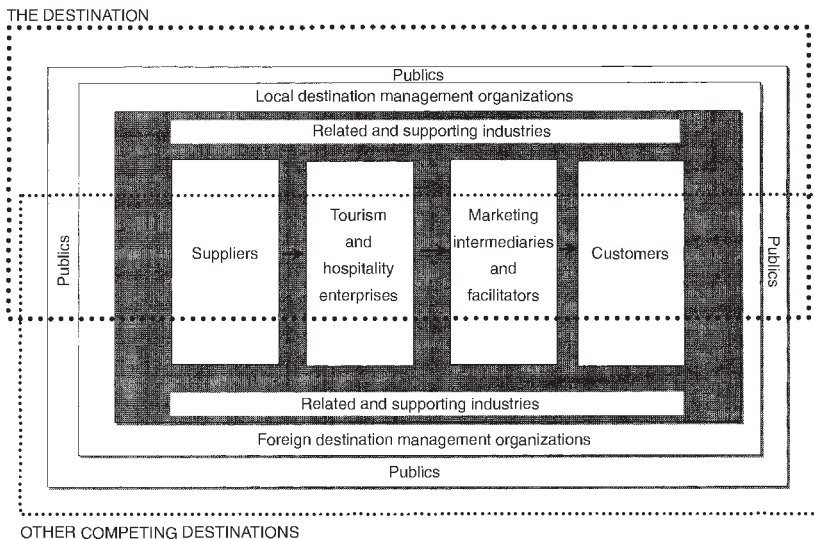 THE DESTINATION
Publics
Local destination management organizations
Related and supporting industries
Publics
Suppliers
Tourism
and
hospitality
enterprises
Marketing
intermediaries
and
facilitators
Customers
Publics
Related and supporting industries
Foreign destination management organizations
Publics
OTHER COMPETING DESTINATIONS